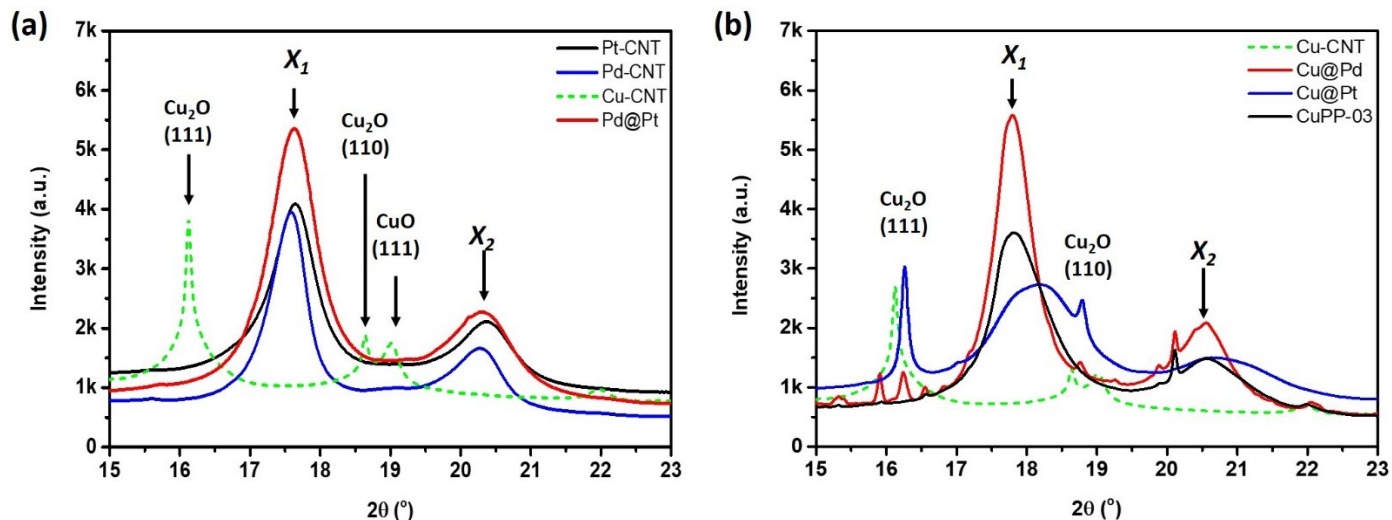 (a)
7k
6k
5k
4k
3k
2k
1k
0
Intensity (a.u.)
15 16 17 18 19 20 21 22 23
2θ (°)
Cu₂O
(111)
X₁
Cu₂O
(110)
CuO
(111)
X₂
Pt-CNT
Pd-CNT
Cu-CNT
Pd@Pt
(b)
7k
6k
5k
4k
3k
2k
1k
0
Intensity (a.u.)
15 16 17 18 19 20 21 22 23
2θ (°)
Cu₂O
(111)
X₁
Cu₂O
(110)
X₂
Cu-CNT
Cu@Pd
Cu@Pt
CuPP-03